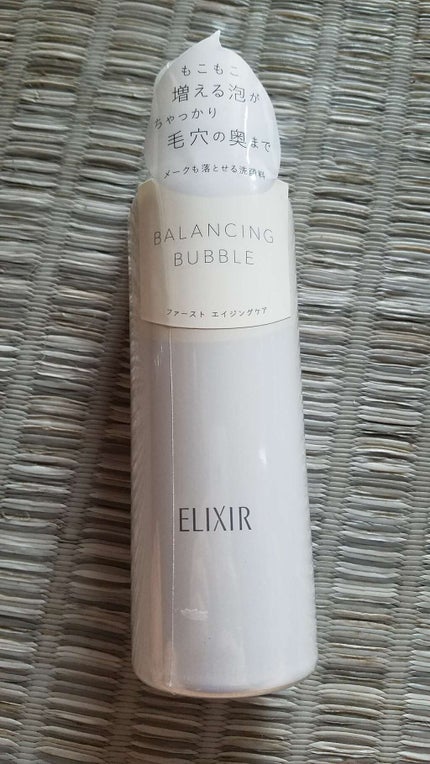 もこもこ
増える泡が
ちゃっかり
毛穴の奥まで
メークも落とせる洗顔料
BALANCING
BUBBLE
ファースト エイジングケア
ELIXIR